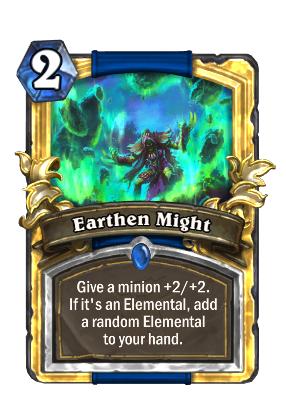 2
Earthen Might
Give a minion +2/+2.
If it's an Elemental, add
a random Elemental
to your hand.